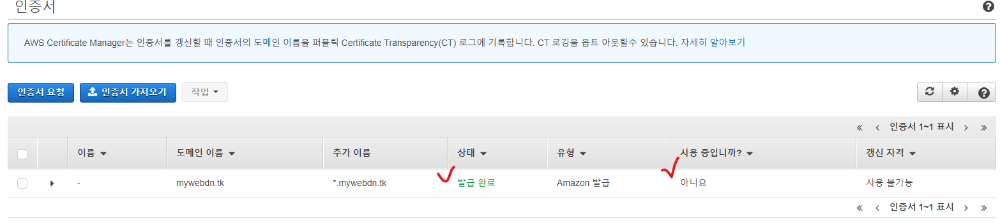 인증서
AWS Certificate Manager는 인증서를 갱신할 때 인증서의 도메인 이름을 퍼블릭 Certificate Transparency(CT) 로그에 기록합니다. CT 로깅을 옵트 아웃할수 있습니다. 자세히 알아보기
인증서 요청 인증서 가져오기 작업
« ‹ 인증서 1~1 표시 › »
이름 도메인 이름 추가 이름 상태 유형 사용 중입니까? 갱신 자격
- mywebdn.tk *.mywebdn.tk 발급 완료 Amazon 발급 아니요 사용 불가능
« ‹ 인증서 1~1 표시 › »